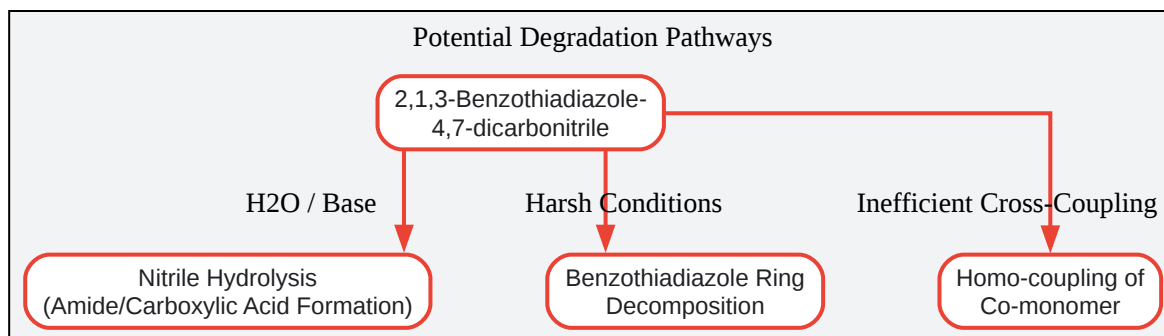 Potential Degradation Pathways
2,1,3-Benzothiadiazole-
4,7-dicarbonitrile
H2O / Base
Harsh Conditions
Inefficient Cross-Coupling
Nitrile Hydrolysis
(Amide/Carboxylic Acid Formation)
Benzothiadiazole Ring
Decomposition
Homo-coupling of
Co-monomer